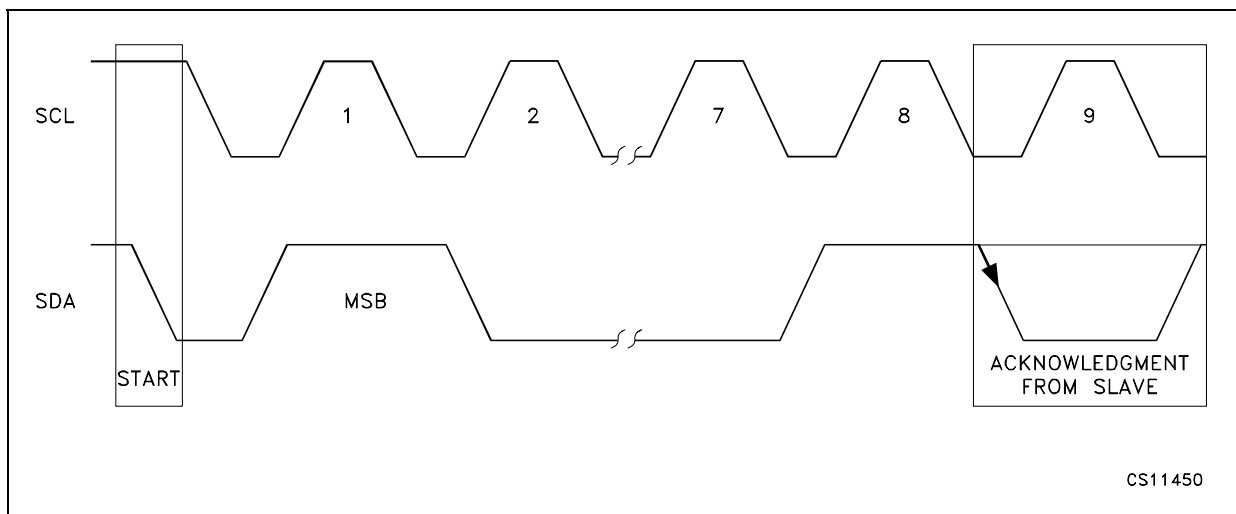 SCL
1
2
7
8
9
SDA
MSB
START
ACKNOWLEDGMENT
FROM SLAVE
CS11450